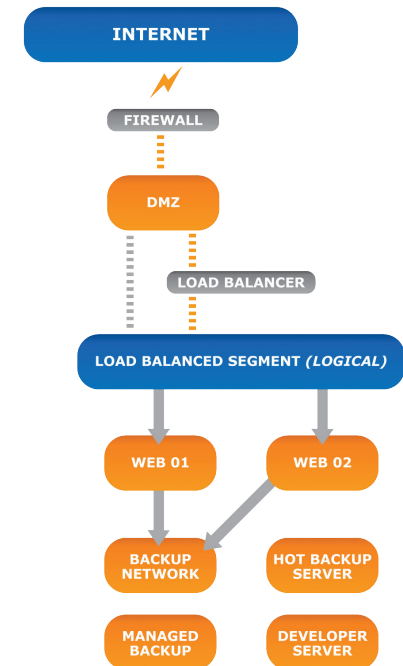 INTERNET
FIREWALL
DMZ
LOAD BALANCER
LOAD BALANCED SEGMENT (LOGICAL)
WEB 01
WEB 02
BACKUP
NETWORK
HOT BACKUP
SERVER
MANAGED
BACKUP
DEVELOPER
SERVER